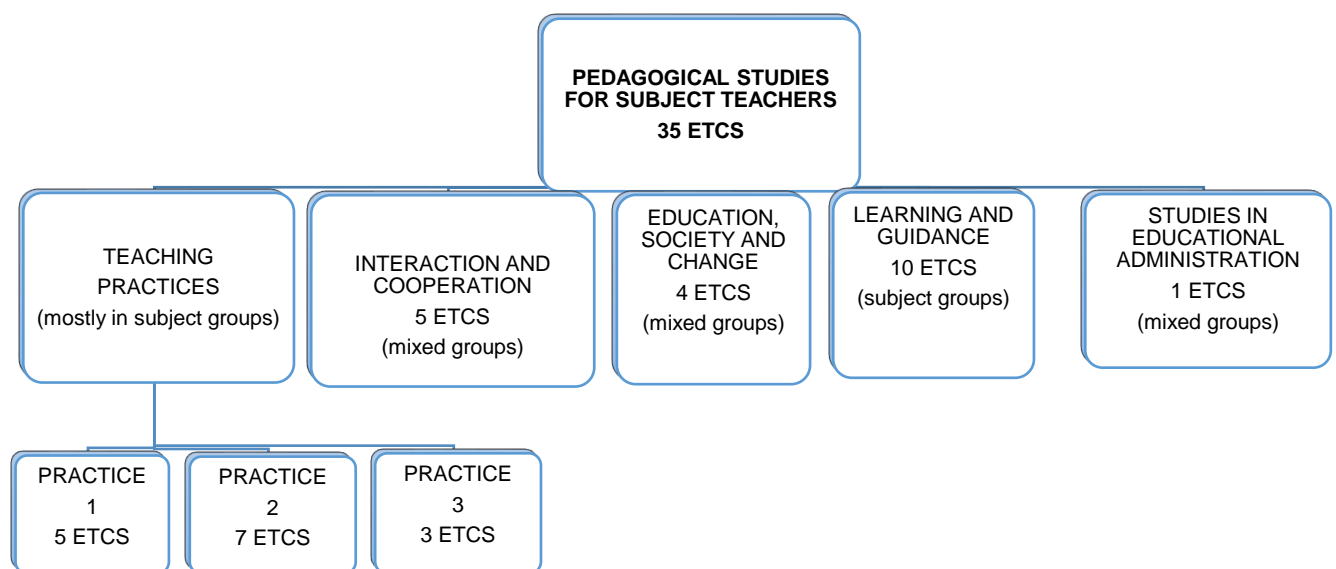 PEDAGOGICAL STUDIES
FOR SUBJECT TEACHERS
35 ETCS
TEACHING
PRACTICES
(mostly in subject groups)
INTERACTION AND
COOPERATION
5 ETCS
(mixed groups)
EDUCATION,
SOCIETY AND
CHANGE
4 ETCS
(mixed groups)
LEARNING AND
GUIDANCE
10 ETCS
(subject groups)
STUDIES IN
EDUCATIONAL
ADMINISTRATION
1 ETCS
(mixed groups)
PRACTICE
1
5 ETCS
PRACTICE
2
7 ETCS
PRACTICE
3
3 ETCS